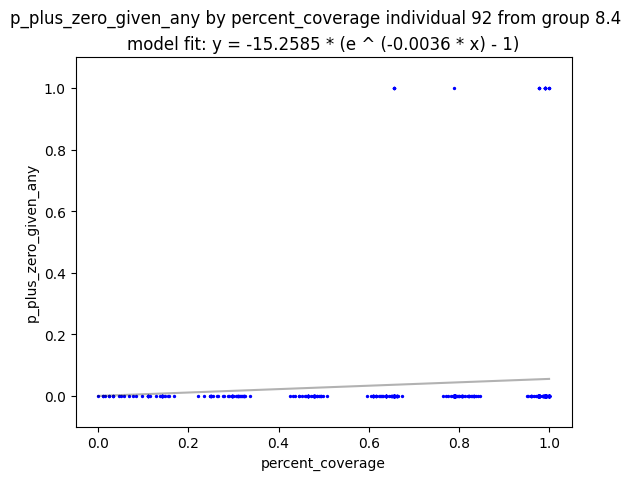 p_plus_zero_given_any by percent_coverage individual 92 from group 8.4
model fit: y = -15.2585 * (e ^ (-0.0036 * x) - 1)
1.0
0.8
0.6
0.4
0.2
0.0
p_plus_zero_given_any
0.0 0.2 0.4 0.6 0.8 1.0
percent_coverage